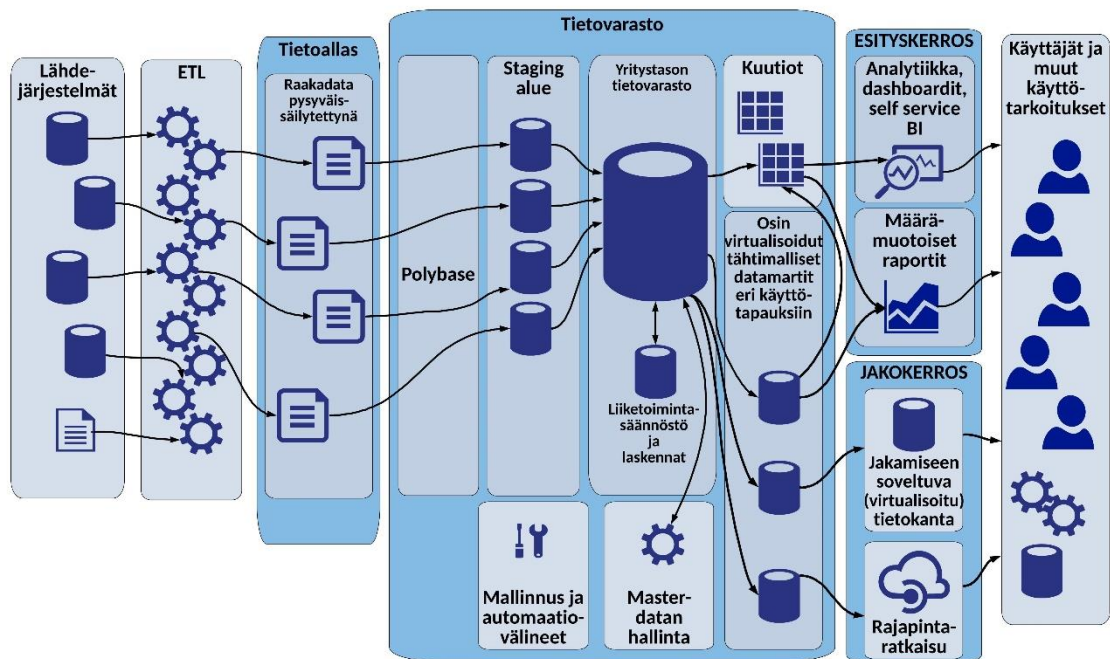 Lähde-
järjestelmät
ETL
Tietoallas
Raakadata
pysyväis-
säilytettynä
Tietovarasto
Polybase
Staging
alue
Yritystason
tietovarasto
Liiketoiminta-
säännöstö
ja
laskennat
Mallinnus ja
automaatio-
välineet
Master-
datan
hallinta
Kuutiot
Osin
virtualisoidut
tähtimalliset
datamartit
eri käyttö-
tapauksiin
ESITYSKERROS
Analytiikka,
dashboardit,
self service
BI
Määrä-
muotoiset
raportit
JAKOKERROS
Jakamiseen
soveltuva
(virtualisoitu)
tietokanta
Rajapinta-
ratkaisu
Käyttäjät ja
muut
käyttö-
tarkoitukset